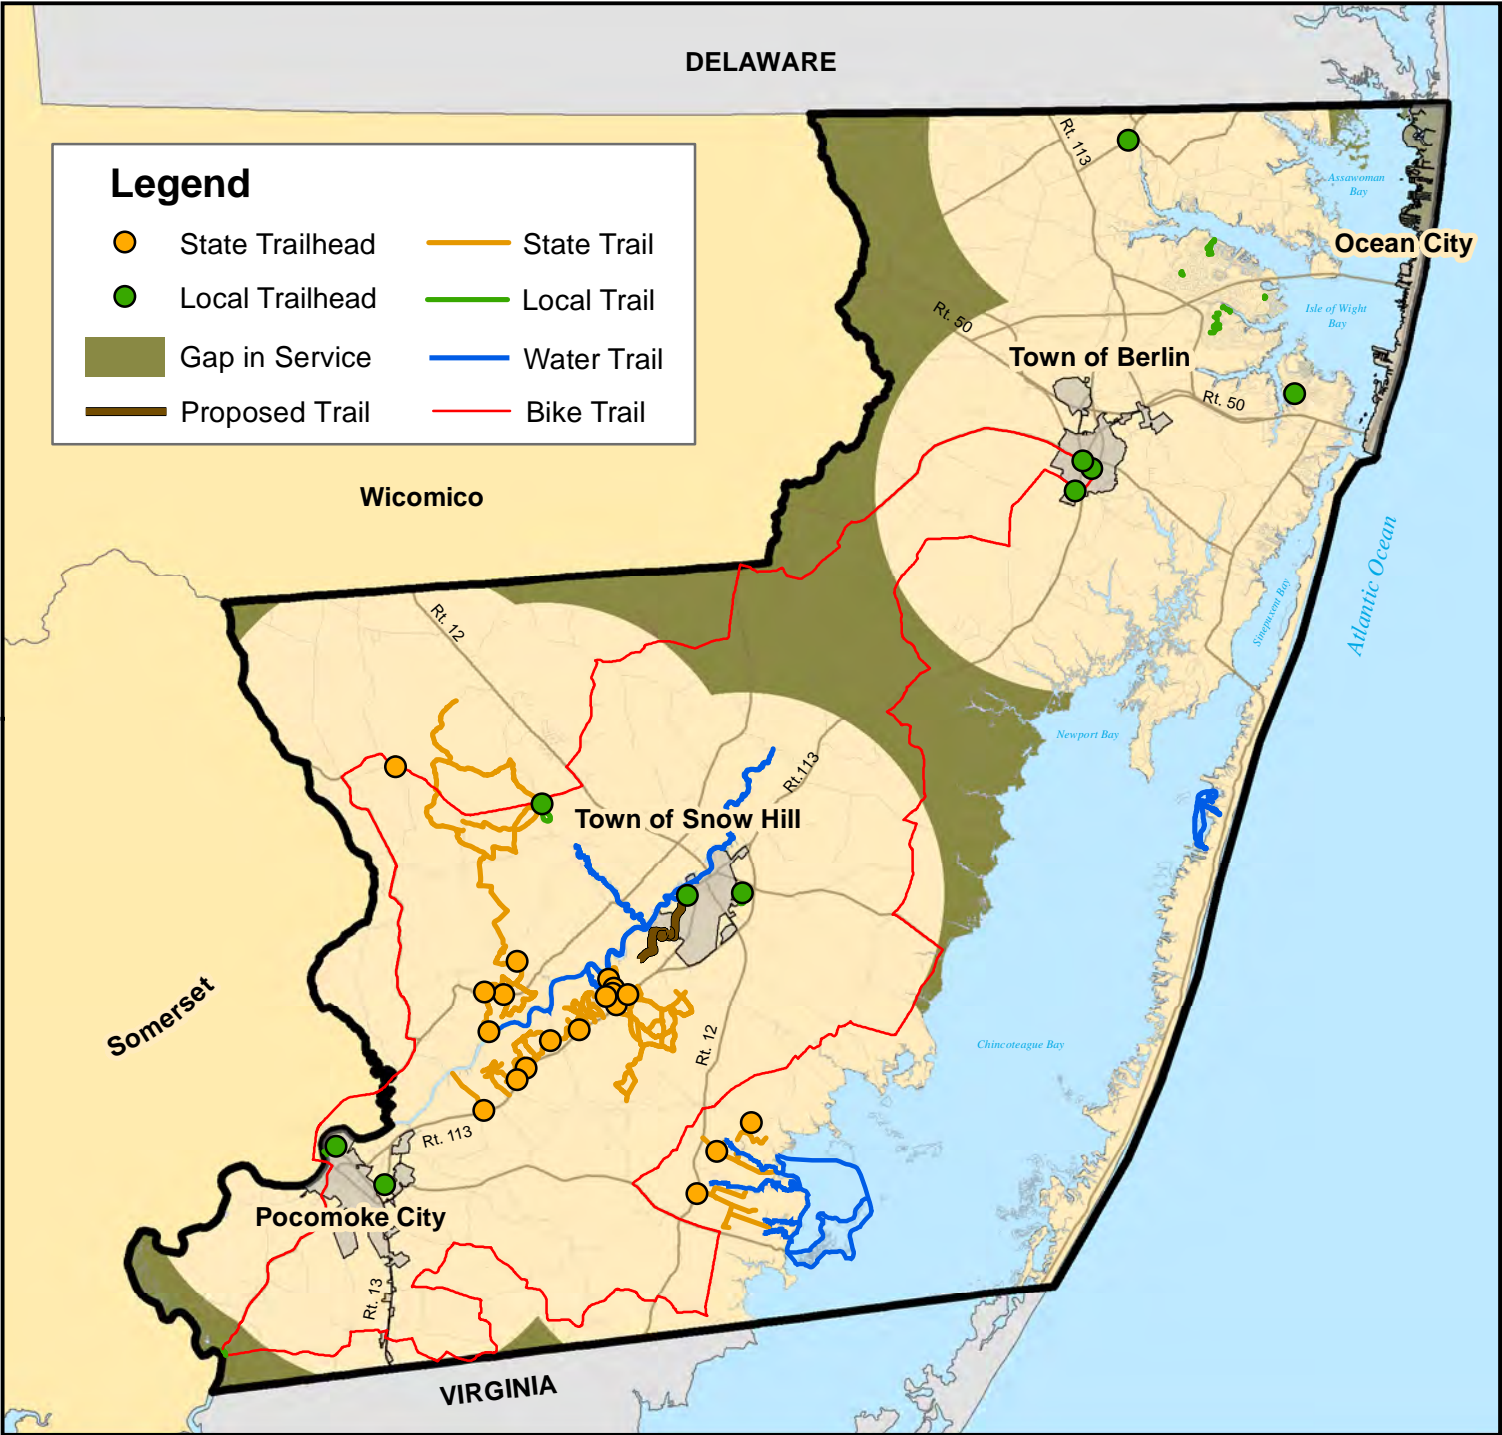 DELAWARE
Rt. 113
Legend
State Trailhead
State Trail
Local Trailhead
Local Trail
Gap in Service
Water Trail
Proposed Trail
Bike Trail
Assawoman
Bay
Ocean City
Rt. 50
Isle of Wight
Bay
Town of Berlin
Rt. 50
Wicomico
Atlantic Ocean
Sinepuxent Bay
Rt. 12
Newport Bay
Rt. 113
Town of Snow Hill
Somerset
Rt. 12
Chincoteague Bay
Rt. 113
Pocomoke City
Rt. 13
VIRGINIA